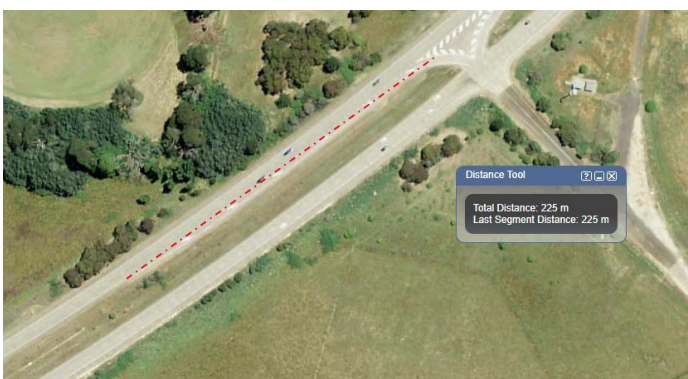 Distance Tool
Total Distance: 225 m
Last Segment Distance: 225 m